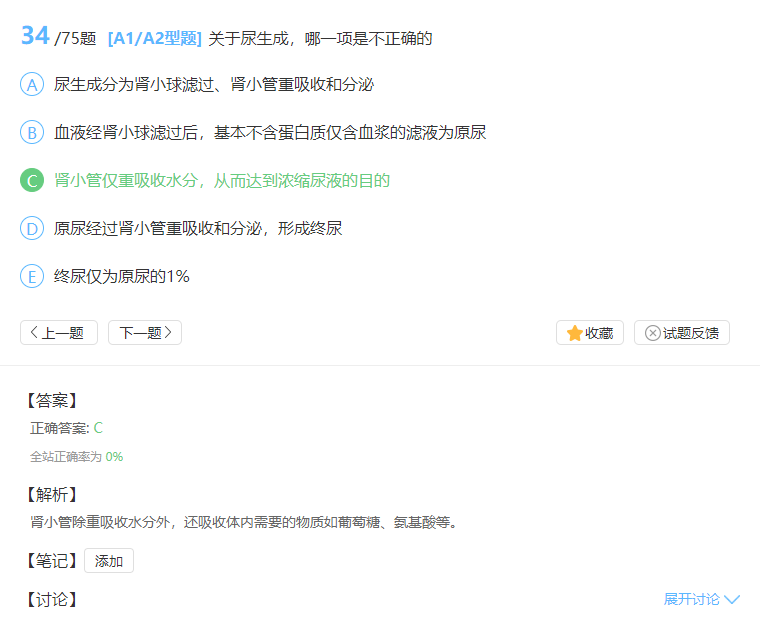 34 /75题 [A1/A2型题] 关于尿生成，哪一项是不正确的
A 尿生成分为肾小球滤过、肾小管重吸收和分泌
B 血液经肾小球滤过后，基本不含蛋白质仅含血浆的滤液为原尿
C 肾小管仅重吸收水分，从而达到浓缩尿液的目的
D 原尿经过肾小管重吸收和分泌，形成终尿
E 终尿仅为原尿的1%
上一题 下一题 收藏 试题反馈
【答案】
正确答案: C
全站正确率为 0%
【解析】
肾小管除重吸收水分外，还吸收体内需要的物质如葡萄糖、氨基酸等。
【笔记】 添加
【讨论】 展开讨论